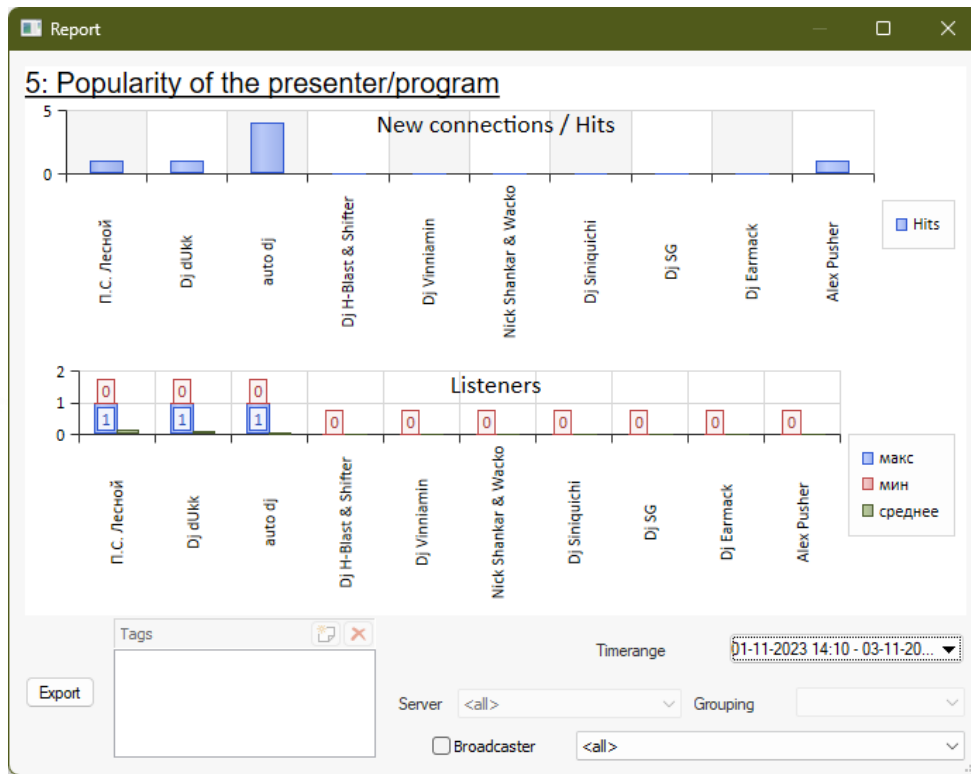 Report
5: Popularity of the presenter/program
New connections / Hits
5
0
П.С. Лесной
Dj dUkk
auto dj
Dj H-Blast & Shifter
Dj Vinniamin
Nick Shankar & Wacko
Dj Siniquichi
Dj SG
Dj Earmack
Alex Pusher
Hits
Listeners
2
1
0
0 0 0
1 1 1
0 0 0 0 0 0 0
П.С. Лесной
Dj dUkk
auto dj
Dj H-Blast & Shifter
Dj Vinniamin
Nick Shankar & Wacko
Dj Siniquichi
Dj SG
Dj Earmack
Alex Pusher
макс
мин
среднее
Tags
Timerange
01-11-2023 14:10 - 03-11-20...
Export
Server
<all>
Grouping
Broadcaster
<all>